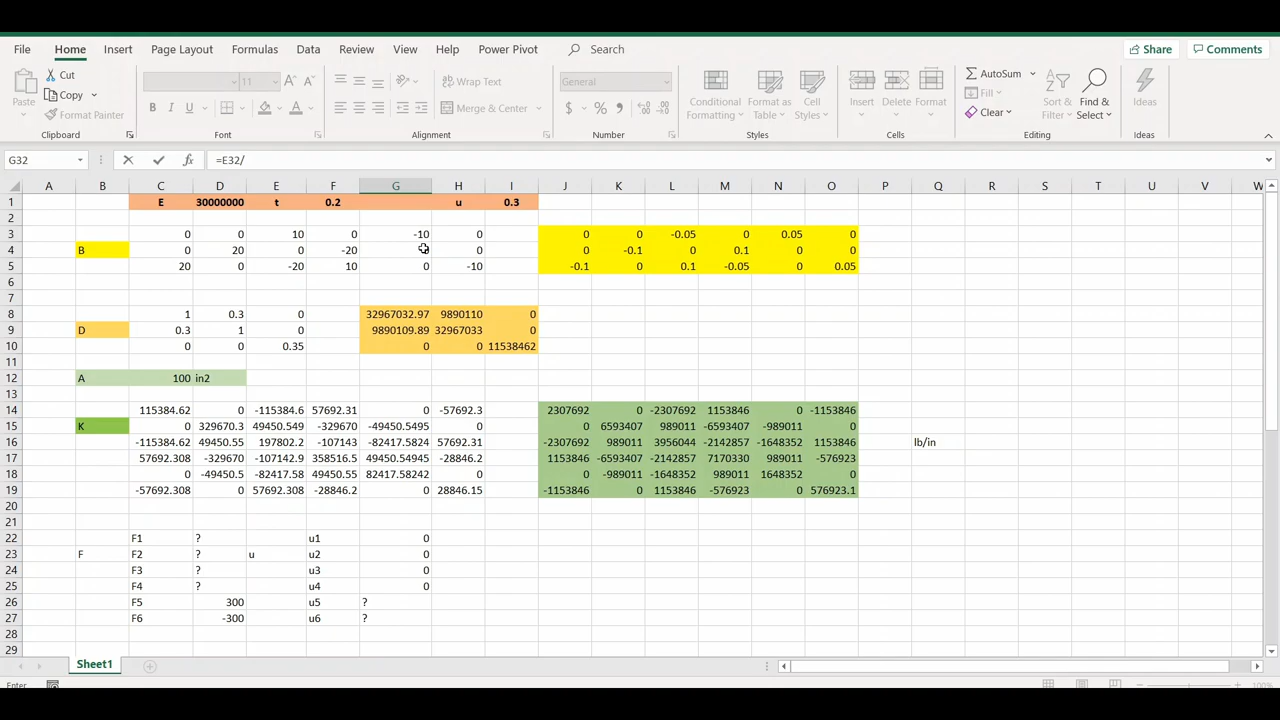 File Home Insert Page Layout Formulas Data Review View Help Power Pivot Search Share Comments
Paste Cut Copy Format Painter
11 Wrap Text General
B I U A Merge & Center $ % Conditional Formatting Format as Table Cell Styles Insert Delete Format
AutoSum Fill Clear Sort & Filter Find & Select Ideas
Clipboard Font Alignment Number Styles Cells Editing Ideas
G32 fx =E32/
A B C D E F G H I J K L M N O P Q R S T U V W
1 E 30000000 t 0.2 u 0.3
2
3 0 0 10 0 -10 0 0 0 -0.05 0 0.05 0
4 B 0 20 0 -20 0 0 -0.1 0 0.1 0 0
5 20 0 -20 10 0 -10 -0.1 0 0.1 -0.05 0 0.05
6
7
8 1 0.3 0 32967032.97 9890110 0
9 D 0.3 1 0 9890109.89 32967033 0
10 0 0 0.35 0 0 11538462
11
12 A 100 in2
13
14 115384.62 0 -115384.6 57692.31 0 -57692.3 2307692 0 -2307692 1153846 0 -1153846
15 K 0 329670.3 49450.549 -329670 -49450.5495 0 6593407 989011 -6593407 -989011 0
16 -115384.62 49450.55 197802.2 -107143 -82417.5824 57692.31 -2307692 989011 3956044 -2142857 -1648352 1153846 lb/in
17 57692.308 -329670 -107142.9 358516.5 49450.54945 -28846.2 1153846 -6593407 -2142857 7170330 989011 -576923
18 0 -49450.5 -82417.58 49450.55 82417.58242 0 -989011 -1648352 989011 1648352 0
19 -57692.308 0 57692.308 -28846.2 0 28846.15 -1153846 0 1153846 -576923 0 576923.1
20
21
22 F1 ? u1 0
23 F F2 ? u u2 0
24 F3 ? u3 0
25 F4 ? u4 0
26 F5 300 u5 ?
27 F6 -300 u6 ?
28
29
Sheet1
Enter